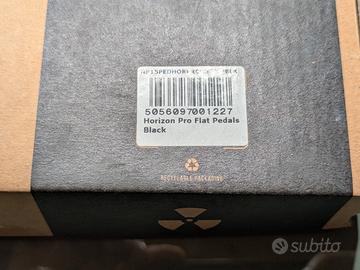 5056097001227
Horizon Pro Flat Pedals
Black
RECYCLABLE PACKAGING
subito